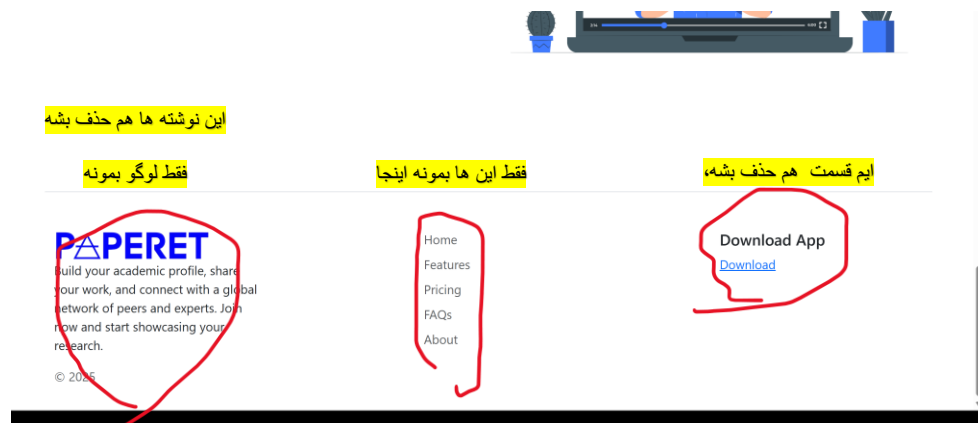 این نوشته ها هم حذف بشه
فقط لوگو بمونه
فقط این ها بمونه اینجا
ایم قسمت هم حذف بشه،
PAPERET
Build your academic profile, share
your work, and connect with a global
network of peers and experts. Join
now and start showcasing your
research.
© 2025
Home
Features
Pricing
FAQs
About
Download App
Download